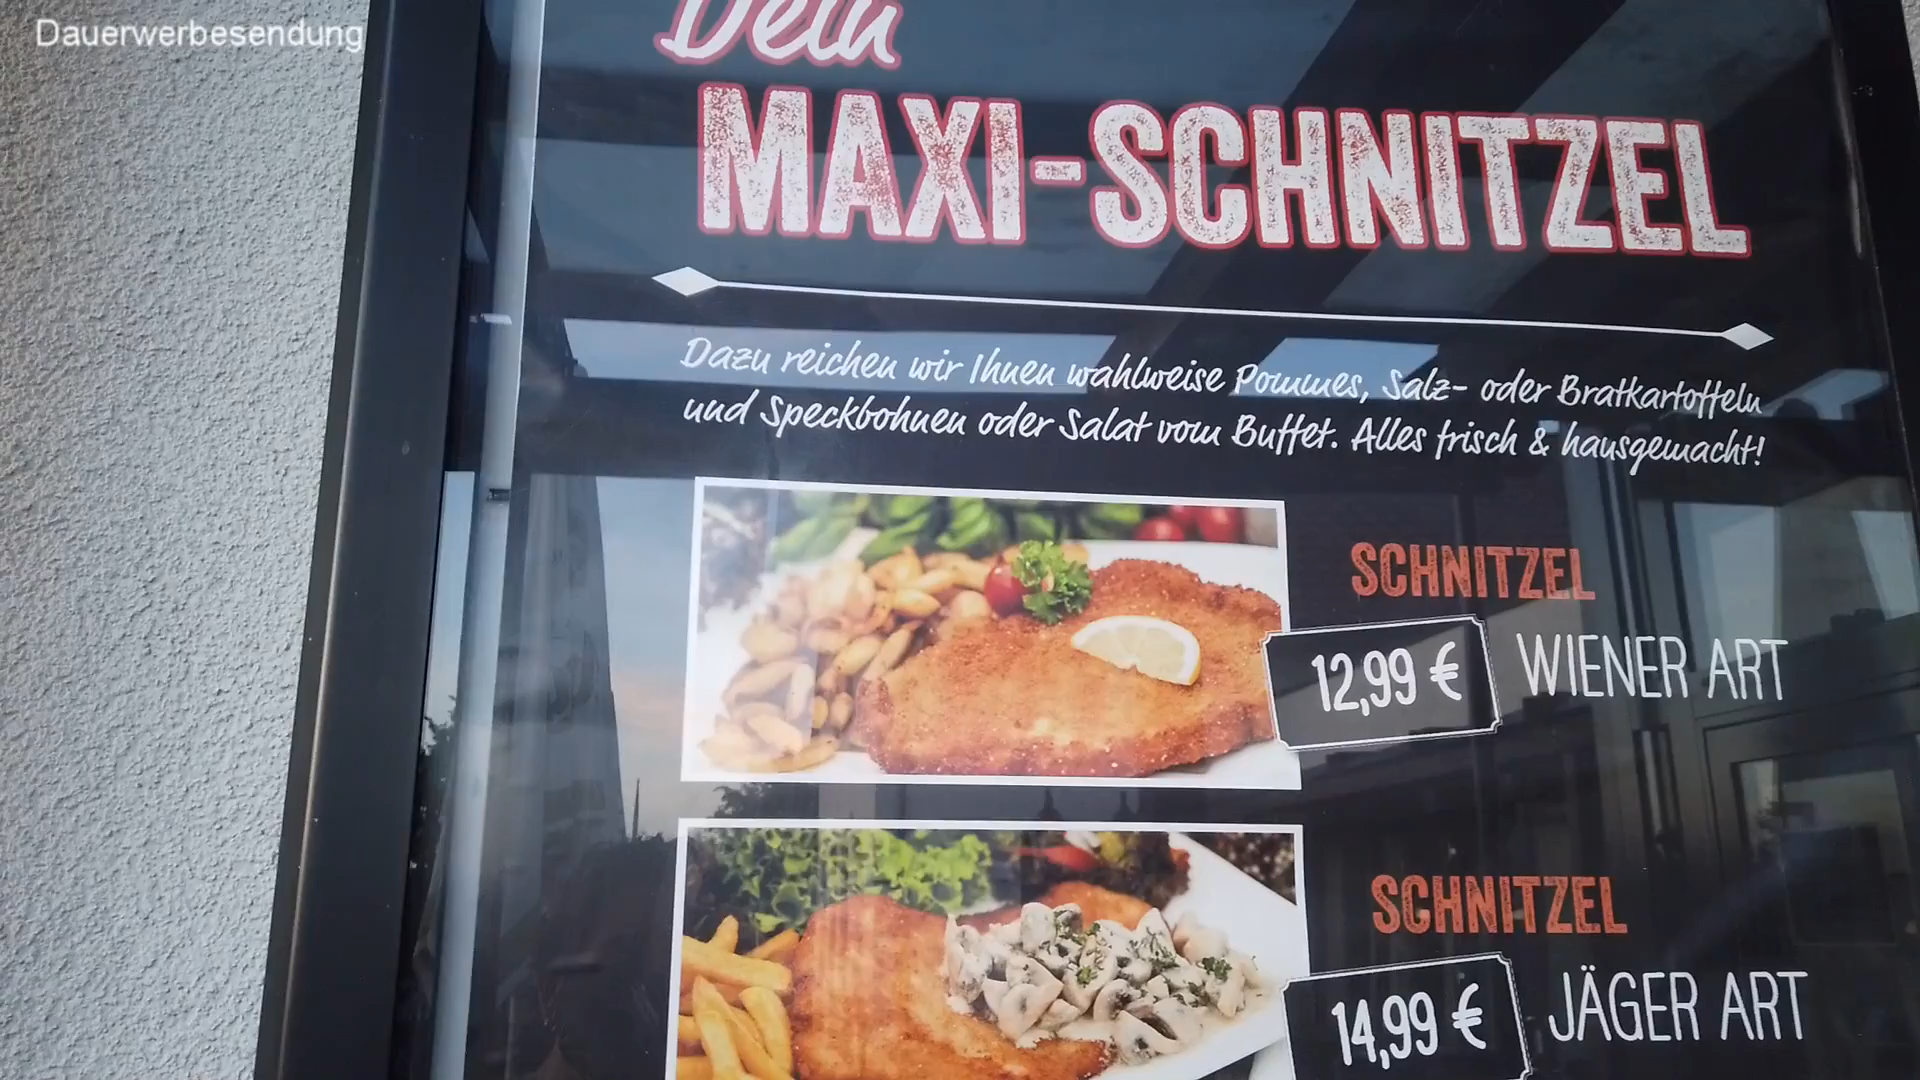 Dauerwerbesendung
Dein
MAXI-SCHNITZEL
Dazu reichen wir Ihnen wahlweise Pommes, Salz- oder Bratkartoffeln
und Speckbohnen oder Salat vom Buffet. Alles frisch & hausgemacht!
SCHNITZEL
12,99 € WIENER ART
SCHNITZEL
14,99 € JÄGER ART